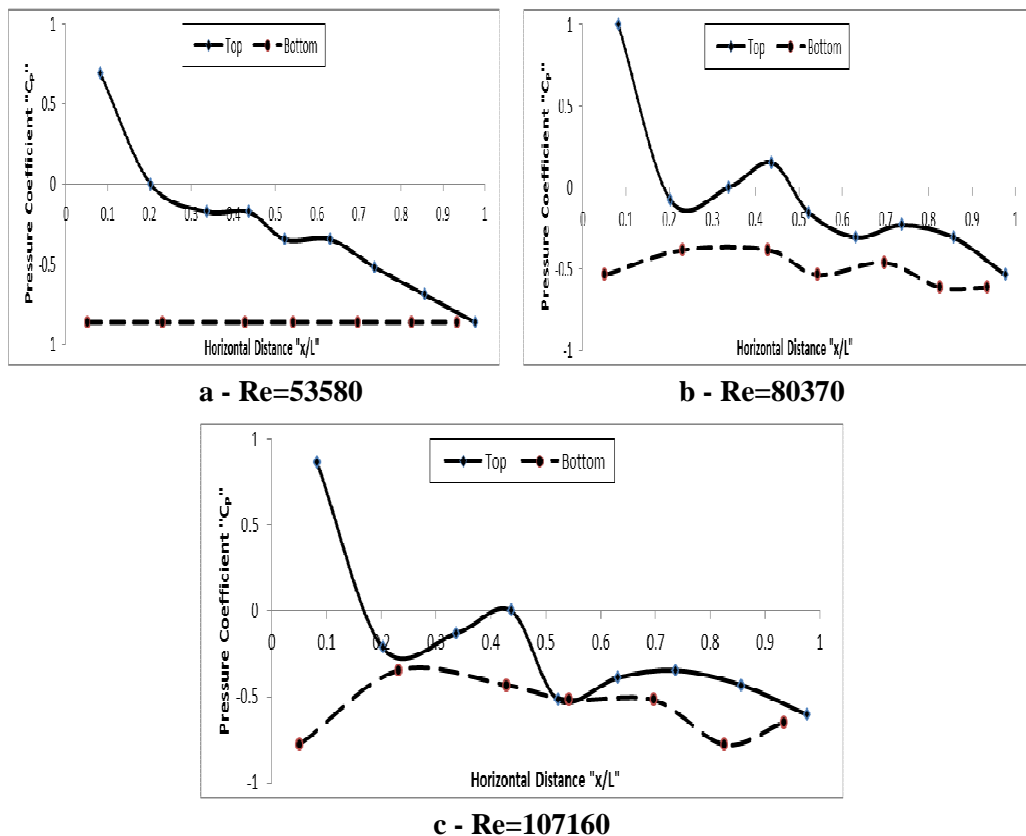 1
0.5
0
-0.5
1
Pressure Coefficient "Cp"
Top
Bottom
0 0.1 0.2 0.3 0.4 0.5 0.6 0.7 0.8 0.9 1
Horizontal Distance "x/L"
a - Re=53580
1
0.5
0
-0.5
-1
Pressure Coefficient "Cp"
Top
Bottom
0 0.1 0.2 0.3 0.4 0.5 0.6 0.7 0.8 0.9 1
Horizontal Distance "x/L"
b - Re=80370
1
0.5
0
-0.5
-1
Pressure Coefficient "Cp"
Top
Bottom
0 0.1 0.2 0.3 0.4 0.5 0.6 0.7 0.8 0.9 1
Horizontal Distance "x/L"
c - Re=107160